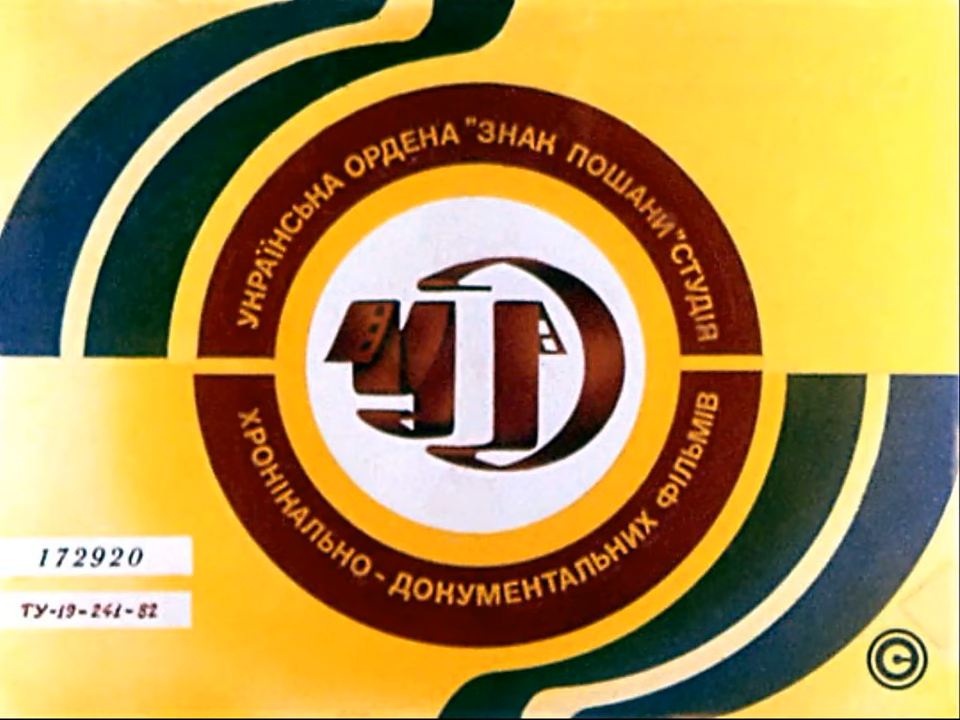 УКРАЇНСЬКА ОРДЕНА "ЗНАК ПОШАНИ" СТУДІЯ
ХРОНІКАЛЬНО - ДОКУМЕНТАЛЬНИХ ФІЛЬМІВ
172920
ТУ-19-241-82
©